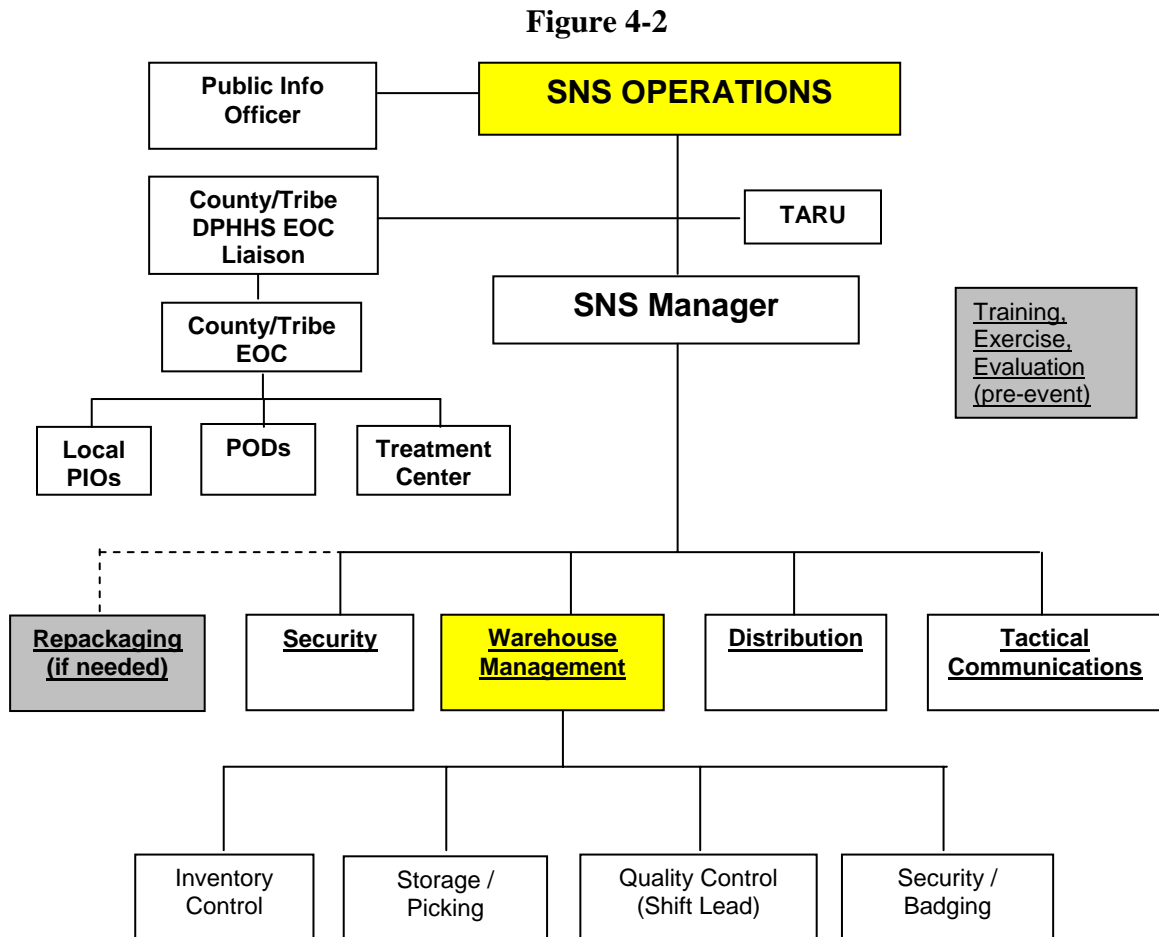 Figure 4-2
Public Info
Officer
SNS OPERATIONS
County/Tribe
DPHHS EOC
Liaison
TARU
SNS Manager
County/Tribe
EOC
Training,
Exercise,
Evaluation
(pre-event)
Local
PIOs
PODs
Treatment
Center
Repackaging
(if needed)
Security
Warehouse
Management
Distribution
Tactical
Communications
Inventory
Control
Storage /
Picking
Quality Control
(Shift Lead)
Security /
Badging